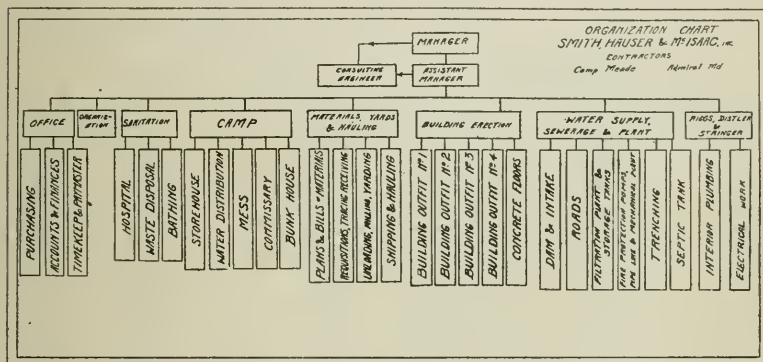 ORGANIZATION CHART
SMITH, HAUSER & McISAAC, INC
CONTRACTORS
Camp Meade Admiral Md
MANAGER
CONSULTING
ENGINEER
ASSISTANT
MANAGER
OFFICE
ORGANIZ-
ATION
SANITATION
CAMP
MATERIALS, YARDS
& HAULING
BUILDING ERECTION
WATER SUPPLY,
SEWERAGE & PLANT
RIGGS, DISTLER
& STRINGER
PURCHASING
ACCOUNTS & FINANCES
TIMEKEEP & PAYMASTER
HOSPITAL
WASTE DISPOSAL
BATHING
STOREHOUSE
WATER DISTRIBUTION
MESS
COMMISSARY
BUNK HOUSE
PLANS & BILLS of MATERIALS
REQUISITIONS, TRACING RECEIVING
UNLOADING, MILLING, YARDING
SHIPPING & HAULING
BUILDING OUTFIT No 1
BUILDING OUTFIT No 2
BUILDING OUTFIT No 3
BUILDING OUTFIT No 4
CONCRETE FLOORS
DAM & INTAKE
ROADS
FILTRATION PLANT &
STORAGE TANKS
FIRE PROTECTION PUMPS,
PIPE LINE & MECHANICAL PLANT
TRENCHING
SEPTIC TANK
INTERIOR PLUMBING
ELECTRICAL WORK